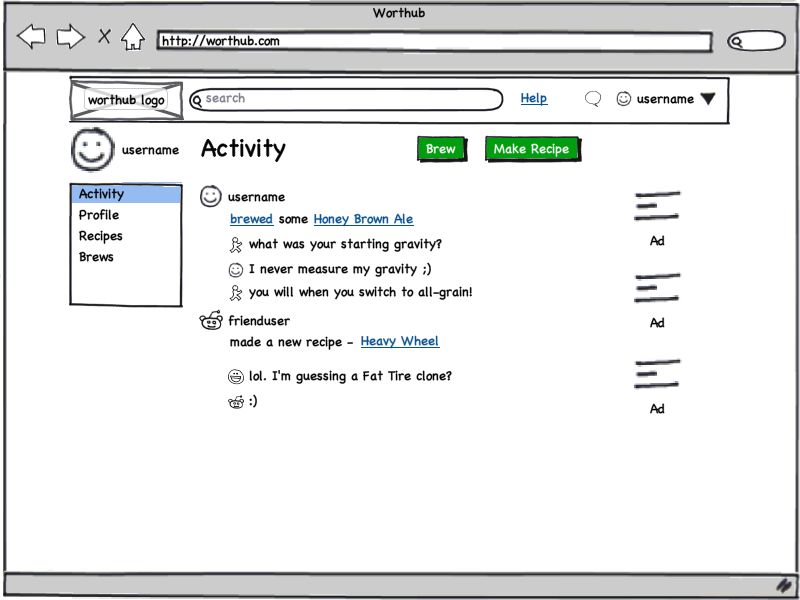 Worthub
http://worthub.com
worthub logo
search
Help
username
username
Activity
Brew
Make Recipe
Activity
Profile
Recipes
Brews
username
brewed some Honey Brown Ale
what was your starting gravity?
I never measure my gravity ;)
you will when you switch to all-grain!
frienduser
made a new recipe - Heavy Wheel
lol. I'm guessing a Fat Tire clone?
:)
Ad
Ad
Ad